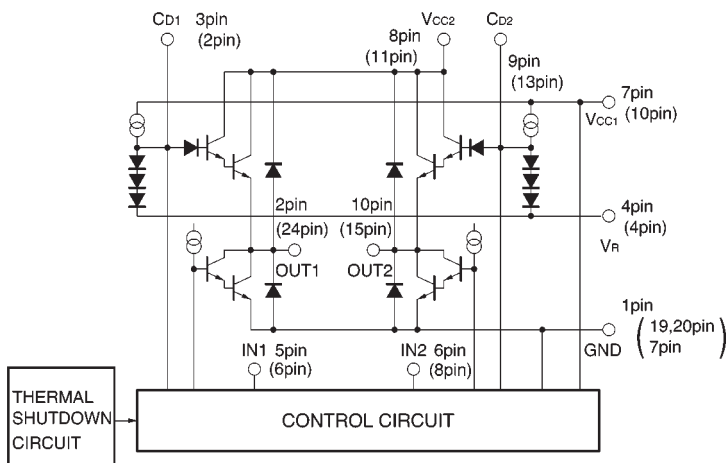 CD1 3pin
(2pin)
VCC2
8pin
(11pin)
CD2
9pin
(13pin)
7pin
VCC1 (10pin)
2pin
(24pin)
OUT1
10pin
(15pin)
OUT2
4pin
(4pin)
VR
1pin
(19,20pin
7pin)
GND
IN1 5pin
(6pin)
IN2 6pin
(8pin)
THERMAL
SHUTDOWN
CIRCUIT
CONTROL CIRCUIT